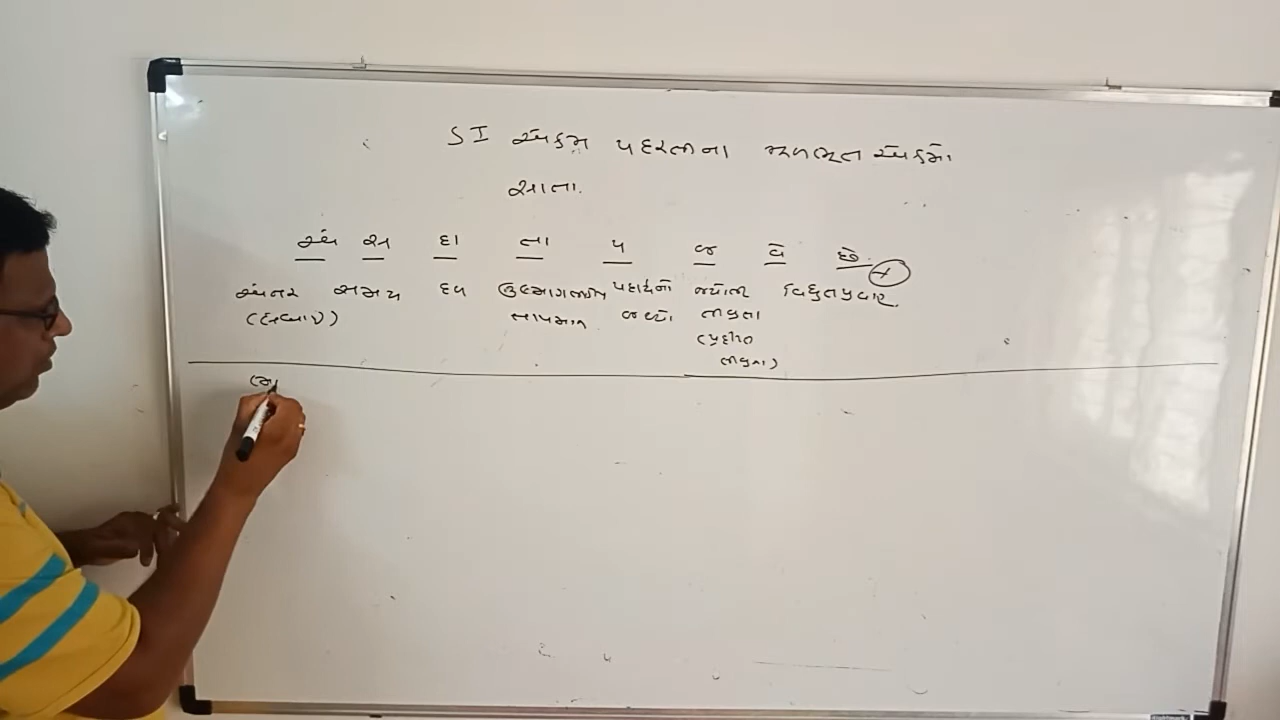 SI એકમ પદ્ધતિના મૂળભૂત એકમો
સાતા.
અં સ દા તા પ જ વિ છે.
અંતર સમય દળ ઉષ્માગતિય પદાર્થનો જ્યોતિ વિદ્યુતપ્રવાહ
(લંબાઈ) તાપમાન જથ્થો તીવ્રતા
(પ્રદીપ્ત
તીવ્રતા)